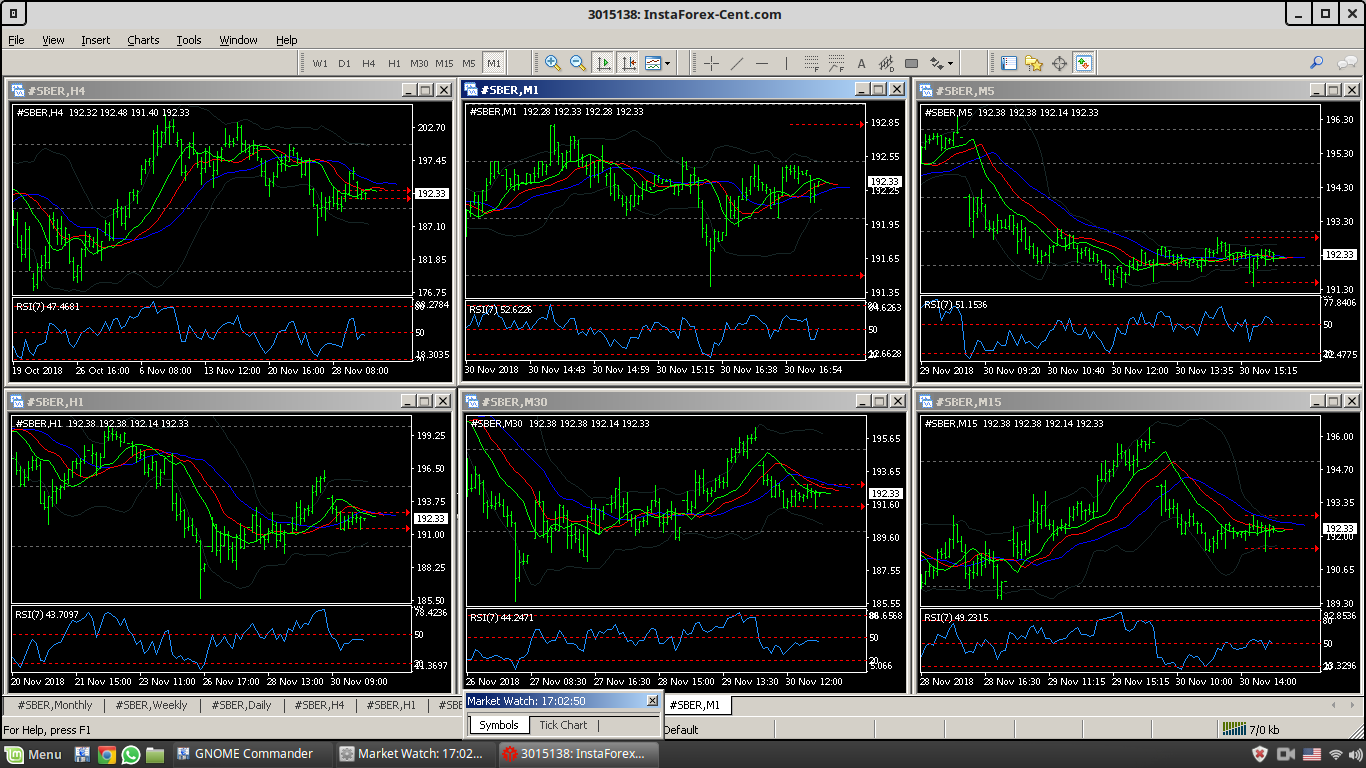 3015138: InstaForex-Cent.com
File View Insert Charts Tools Window Help
W1 D1 H4 H1 M30 M15 M5 M1
#SBER,H4
#SBER,H4 192.32 192.48 191.40 192.33
202.70
197.45
192.33
187.10
181.85
176.75
RSI(7) 47.4681
50
18.3035
19 Oct 2018 26 Oct 16:00 6 Nov 08:00 13 Nov 12:00 20 Nov 16:00 28 Nov 08:00
#SBER,M1
#SBER,M1 192.28 192.33 192.28 192.33
192.85
192.55
192.33
192.25
191.95
191.65
191.35
RSI(7) 52.6226
50
30 Nov 2018 30 Nov 14:43 30 Nov 14:59 30 Nov 15:15 30 Nov 16:38 30 Nov 16:54
#SBER,M5
#SBER,M5 192.38 192.38 192.14 192.33
196.30
195.30
194.30
193.30
192.33
191.30
RSI(7) 51.1536
77.8406
50
29 Nov 2018 30 Nov 09:20 30 Nov 10:40 30 Nov 12:00 30 Nov 13:35 30 Nov 15:15
#SBER,H1
#SBER,H1 192.38 192.38 192.14 192.33
199.25
196.50
193.75
192.33
191.00
188.25
185.50
RSI(7) 43.7097
78.4236
50
20 Nov 2018 21 Nov 15:00 23 Nov 11:00 26 Nov 17:00 28 Nov 13:00 30 Nov 09:00
#SBER,M30
#SBER,M30 192.38 192.38 192.14 192.33
195.65
193.65
192.33
191.60
189.60
187.55
185.55
RSI(7) 44.2471
50
20
5.066
26 Nov 2018 27 Nov 08:30 27 Nov 16:30 28 Nov 15:00 29 Nov 13:30 30 Nov 12:00
#SBER,M15
#SBER,M15 192.38 192.38 192.14 192.33
196.00
194.70
193.35
192.33
192.00
190.65
189.30
RSI(7) 49.2315
50
28 Nov 2018 28 Nov 16:30 29 Nov 11:15 29 Nov 16:15 30 Nov 11:00 30 Nov 14:00
#SBER,Monthly #SBER,Weekly #SBER,Daily #SBER,H4 #SBER,H1 #SBE
#SBER,M1
Market Watch: 17:02:50
Symbols Tick Chart
For Help, press F1
Default
7/0 kb
Menu
GNOME Commander
Market Watch: 17:02...
3015138: InstaForex...